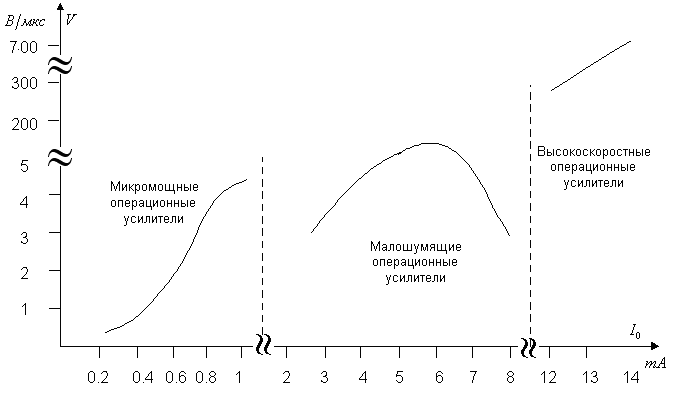 В/мкс V
7.00
300
200
5
4
3
2
1
Микромощные
операционные
усилители
Малошумящие
операционные
усилители
Высокоскоростные
операционные
усилители
I₀
mA
0.2 0.4 0.6 0.8 1 2 3 4 5 6 7 8 12 13 14